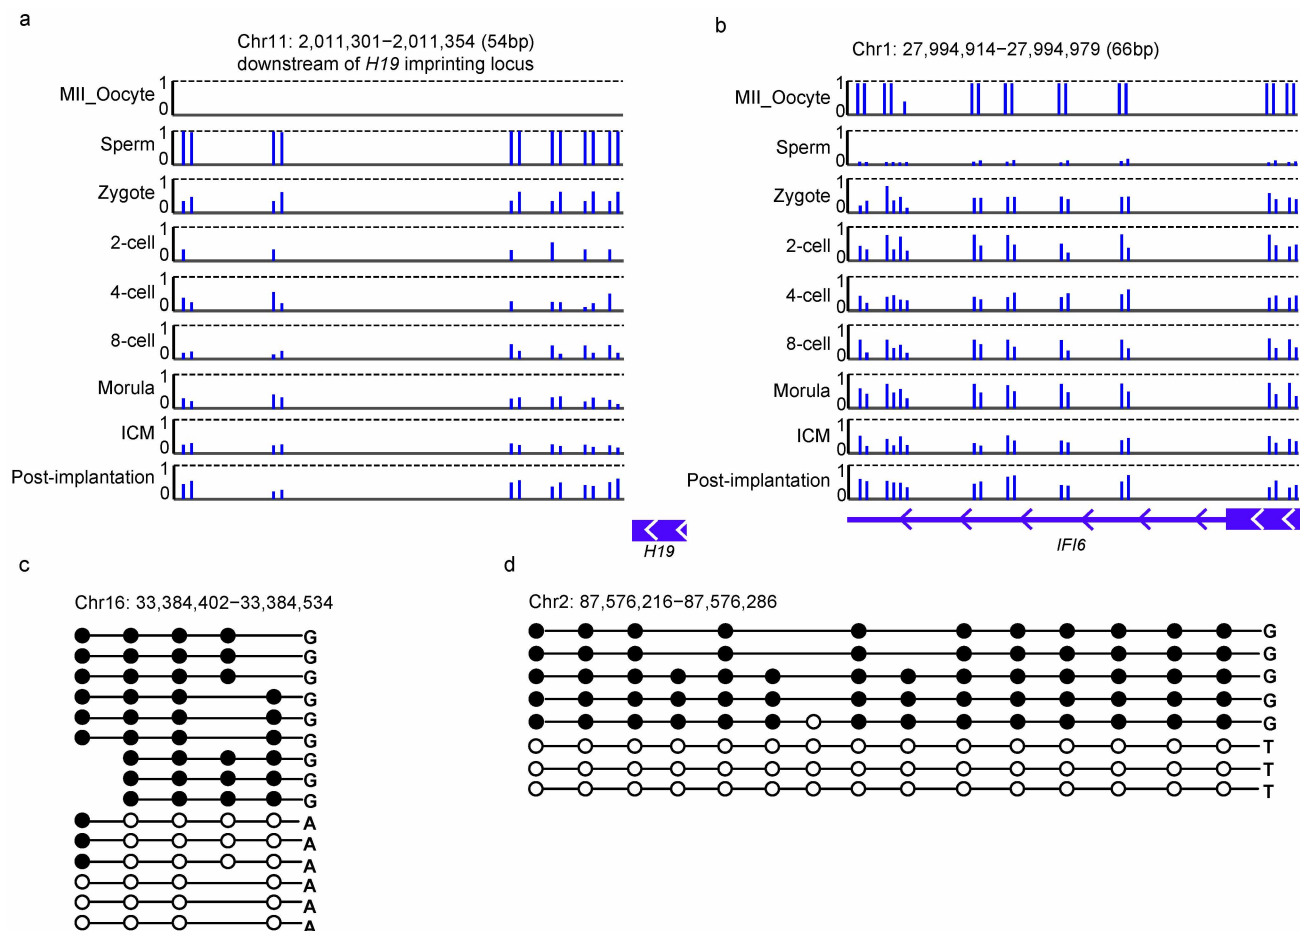 a
Chr11: 2,011,301−2,011,354 (54bp)
downstream of H19 imprinting locus
MII_Oocyte 1 0
Sperm 1 0
Zygote 1 0
2-cell 1 0
4-cell 1 0
8-cell 1 0
Morula 1 0
ICM 1 0
Post-implantation 1 0
H19
b
Chr1: 27,994,914−27,994,979 (66bp)
MII_Oocyte 1 0
Sperm 1 0
Zygote 1 0
2-cell 1 0
4-cell 1 0
8-cell 1 0
Morula 1 0
ICM 1 0
Post-implantation 1 0
IFI6
c
Chr16: 33,384,402−33,384,534
G
G
G
G
G
G
G
G
G
A
A
A
A
A
A
d
Chr2: 87,576,216−87,576,286
G
G
G
G
G
T
T
T